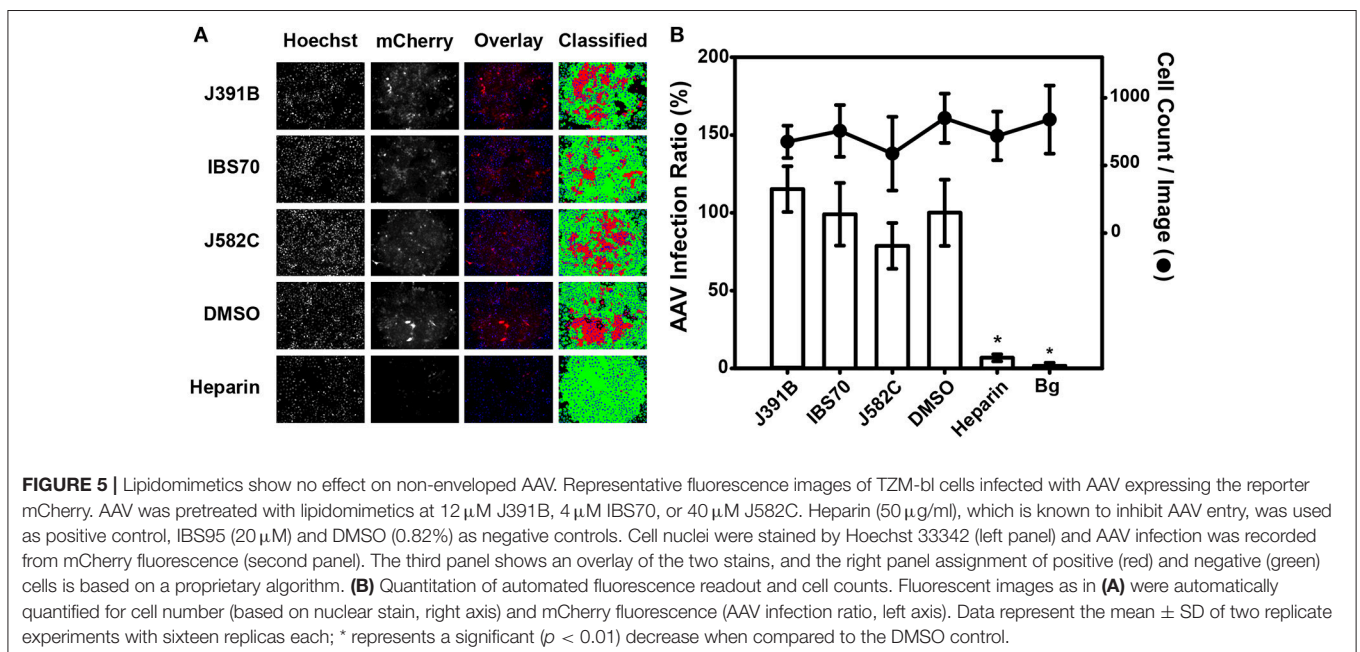 A
Hoechst mCherry Overlay Classified
J391B
IBS70
J582C
DMSO
Heparin
B
AAV Infection Ratio (%)
200
150
100
50
0
Cell Count / Image (●)
1000
500
0
* *
J391B IBS70 J582C DMSO Heparin Bg
FIGURE 5 | Lipidomimetics show no effect on non-enveloped AAV. Representative fluorescence images of TZM-bl cells infected with AAV expressing the reporter
mCherry. AAV was pretreated with lipidomimetics at 12 μM J391B, 4 μM IBS70, or 40 μM J582C. Heparin (50 μg/ml), which is known to inhibit AAV entry, was used
as positive control, IBS95 (20 μM) and DMSO (0.82%) as negative controls. Cell nuclei were stained by Hoechst 33342 (left panel) and AAV infection was recorded
from mCherry fluorescence (second panel). The third panel shows an overlay of the two stains, and the right panel assignment of positive (red) and negative (green)
cells is based on a proprietary algorithm. (B) Quantitation of automated fluorescence readout and cell counts. Fluorescent images as in (A) were automatically
quantified for cell number (based on nuclear stain, right axis) and mCherry fluorescence (AAV infection ratio, left axis). Data represent the mean ± SD of two replicate
experiments with sixteen replicas each; * represents a significant (p < 0.01) decrease when compared to the DMSO control.